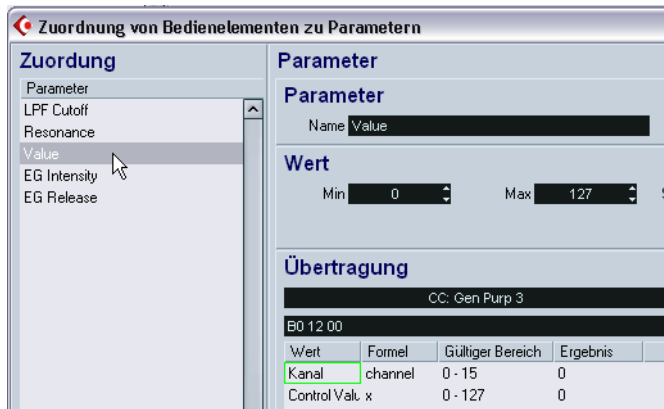 Zuordnung von Bedienelementen zu Parametern
Zuordung
Parameter
LPF Cutoff
Resonance
Value
EG Intensity
EG Release
Parameter
Parameter
Name Value
Wert
Min 0 Max 127
Übertragung
CC: Gen Purp 3
B0 12 00
Wert Formel Gültiger Bereich Ergebnis
Kanal channel 0 - 15 0
Control Valu x 0 - 127 0